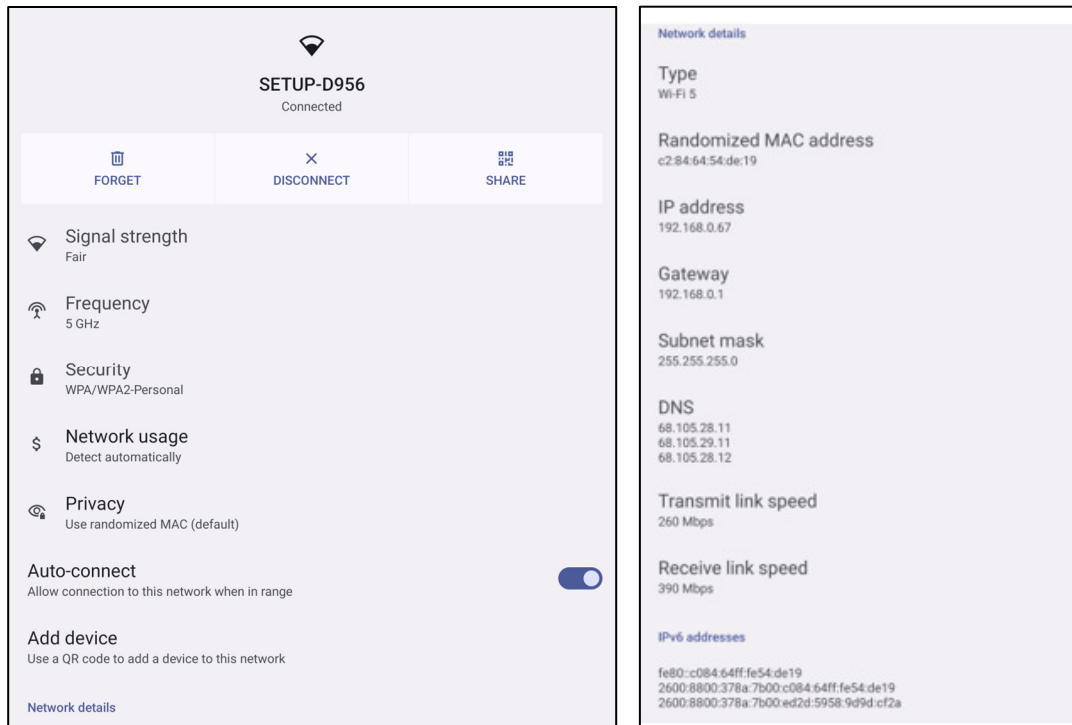 SETUP-D956
Connected
FORGET
DISCONNECT
SHARE
Signal strength
Fair
Frequency
5 GHz
Security
WPA/WPA2-Personal
Network usage
Detect automatically
Privacy
Use randomized MAC (default)
Auto-connect
Allow connection to this network when in range
Add device
Use a QR code to add a device to this network
Network details
Network details
Type
Wi-Fi 5
Randomized MAC address
c2:84:64:54:de:19
IP address
192.168.0.67
Gateway
192.168.0.1
Subnet mask
255.255.255.0
DNS
68.105.28.11
68.105.29.11
68.105.28.12
Transmit link speed
260 Mbps
Receive link speed
390 Mbps
IPv6 addresses
fe80::c084:64ff:fe54:de19
2600:8800:378a:7b00:c084:64ff:fe54:de19
2600:8800:378a:7b00:ed2d:5958:9d9d:cf2a